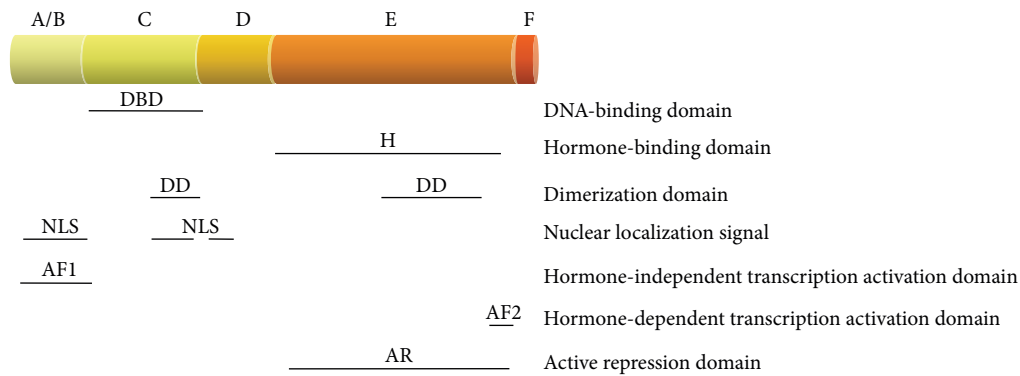 A/B C D E F
DBD
DNA-binding domain
H
Hormone-binding domain
DD DD
Dimerization domain
NLS NLS
Nuclear localization signal
AF1
Hormone-independent transcription activation domain
AF2
Hormone-dependent transcription activation domain
AR
Active repression domain